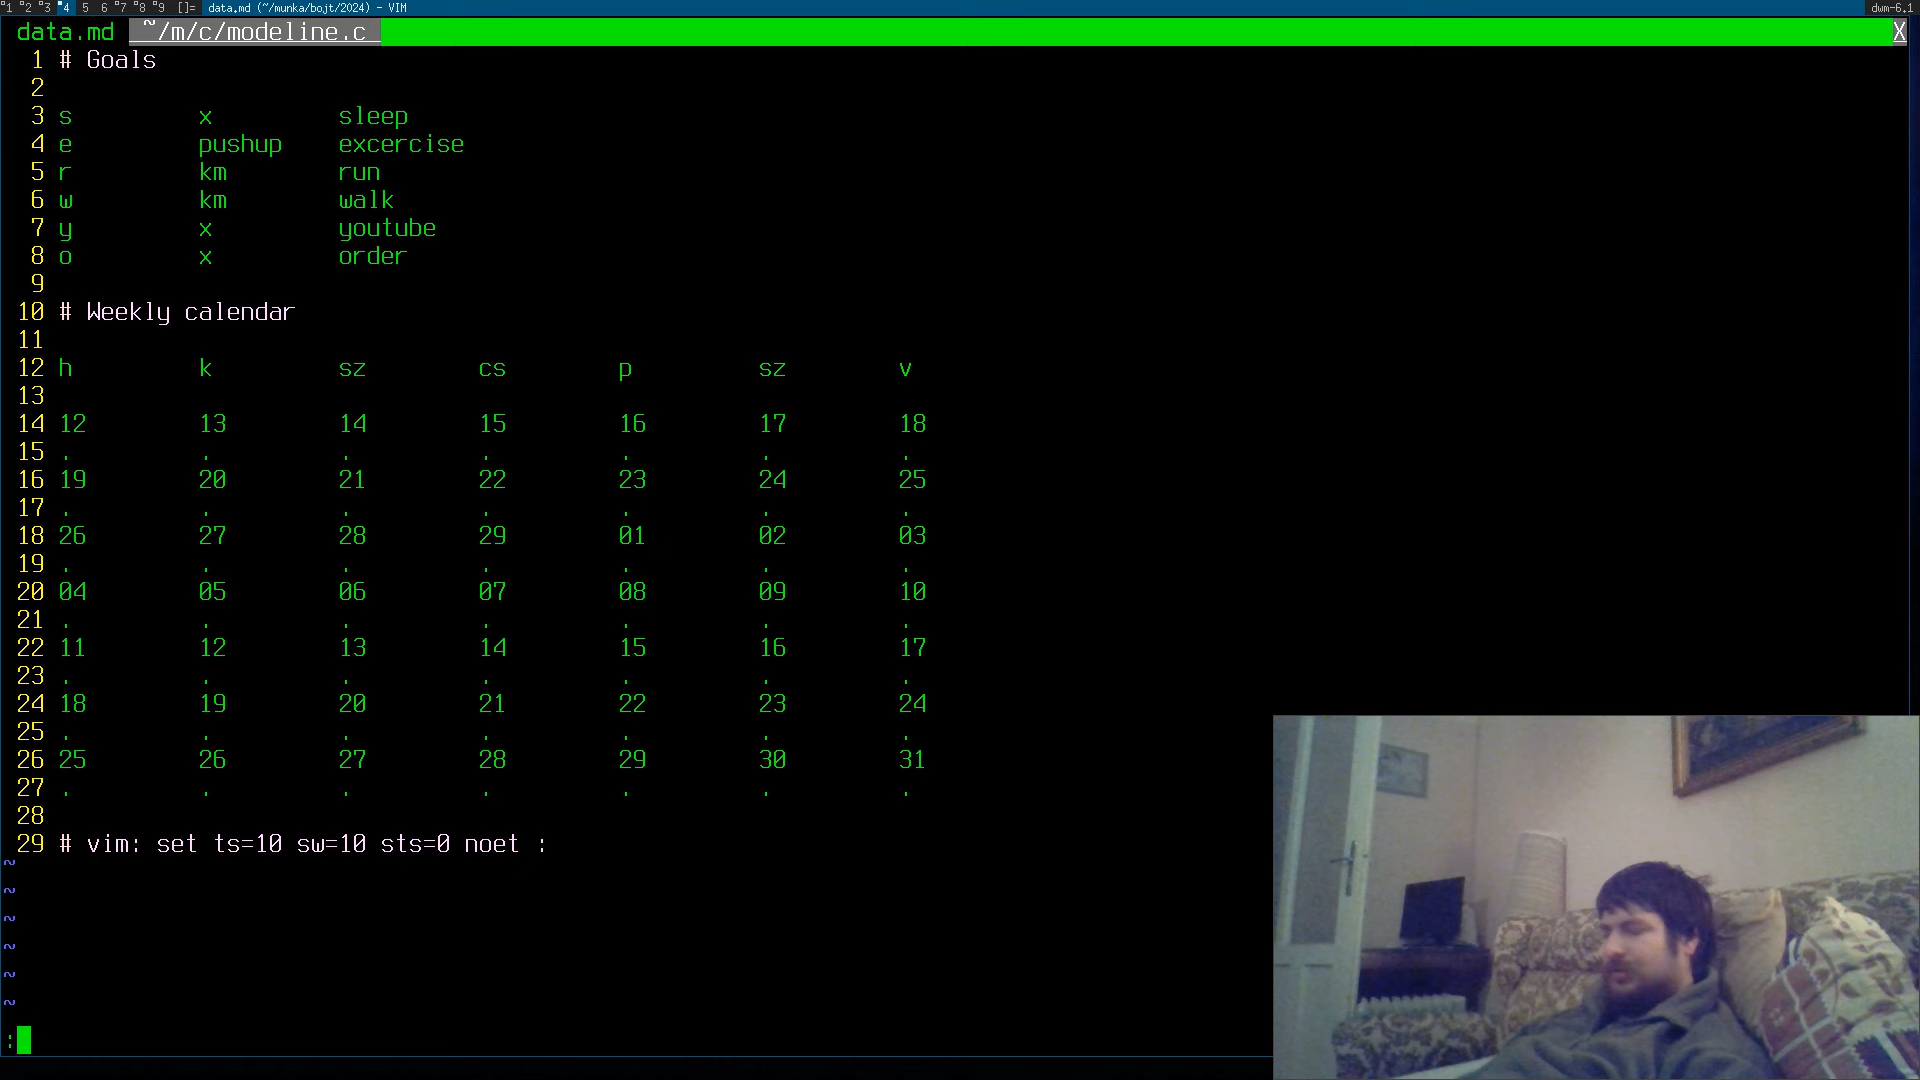 1 2 3 4 5 6 7 8 9 []= data.md (~/munka/bojt/2024) - VIM dwm-6.1
data.md ~/m/c/modeline.c X
1 # Goals
2
3 s x sleep
4 e pushup excercise
5 r km run
6 w km walk
7 y x youtube
8 o x order
9
10 # Weekly calendar
11
12 h k sz cs p sz v
13
14 12 13 14 15 16 17 18
15 . . . . . . .
16 19 20 21 22 23 24 25
17 . . . . . . .
18 26 27 28 29 01 02 03
19 . . . . . . .
20 04 05 06 07 08 09 10
21 . . . . . . .
22 11 12 13 14 15 16 17
23 . . . . . . .
24 18 19 20 21 22 23 24
25 . . . . . . .
26 25 26 27 28 29 30 31
27 . . . . . . .
28
29 # vim: set ts=10 sw=10 sts=0 noet :
~
~
~
~
~
~
: